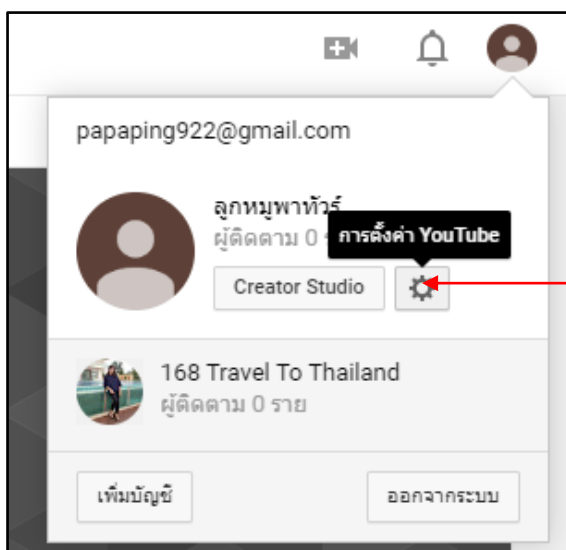 papaping922@gmail.com
ลูกหมูพาทัวร์
ผู้ติดตาม 0
การตั้งค่า YouTube
Creator Studio
168 Travel To Thailand
ผู้ติดตาม 0 ราย
เพิ่มบัญชี
ออกจากระบบ